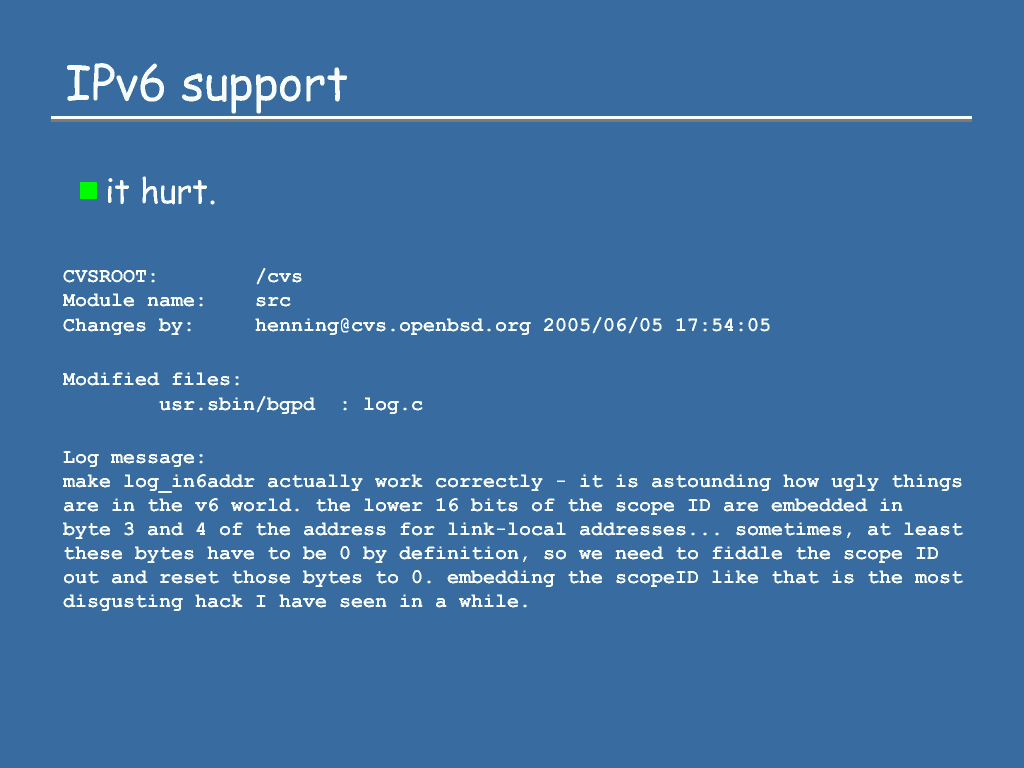 IPv6 support
it hurt.
CVSROOT: /cvs
Module name: src
Changes by: henning@cvs.openbsd.org 2005/06/05 17:54:05
Modified files:
usr.sbin/bgpd : log.c
Log message:
make log_in6addr actually work correctly - it is astounding how ugly things
are in the v6 world. the lower 16 bits of the scope ID are embedded in
byte 3 and 4 of the address for link-local addresses... sometimes, at least
these bytes have to be 0 by definition, so we need to fiddle the scope ID
out and reset those bytes to 0. embedding the scopeID like that is the most
disgusting hack I have seen in a while.